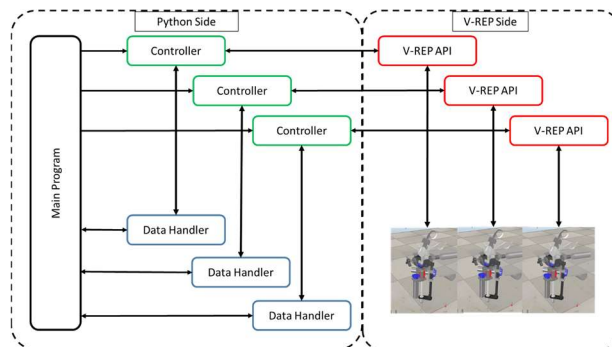 Python Side
V-REP Side
Controller
V-REP API
Controller
V-REP API
Controller
V-REP API
Main Program
Data Handler
Data Handler
Data Handler